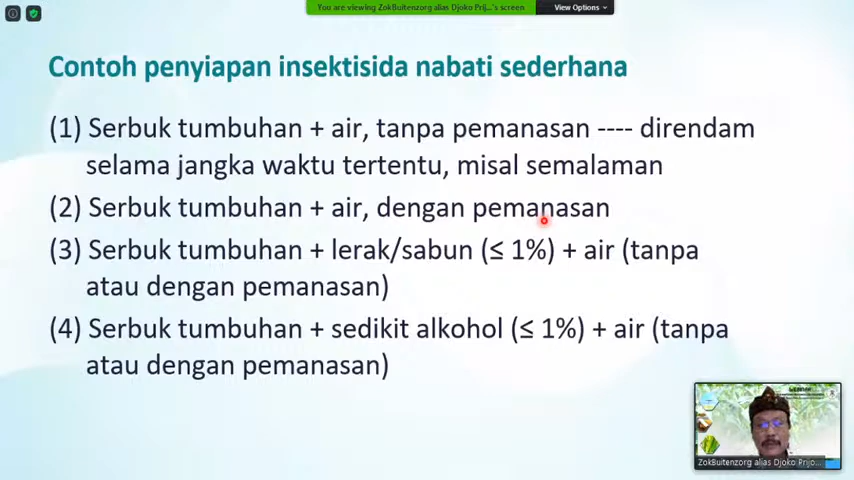 You are viewing ZokBuitenzorg alias Djoko Prij...'s screen
View Options
Contoh penyiapan insektisida nabati sederhana
(1) Serbuk tumbuhan + air, tanpa pemanasan ---- direndam
selama jangka waktu tertentu, misal semalaman
(2) Serbuk tumbuhan + air, dengan pemanasan
(3) Serbuk tumbuhan + lerak/sabun (≤ 1%) + air (tanpa
atau dengan pemanasan)
(4) Serbuk tumbuhan + sedikit alkohol (≤ 1%) + air (tanpa
atau dengan pemanasan)
WEBINAR
ZokBuitenzorg alias Djoko Prijo...